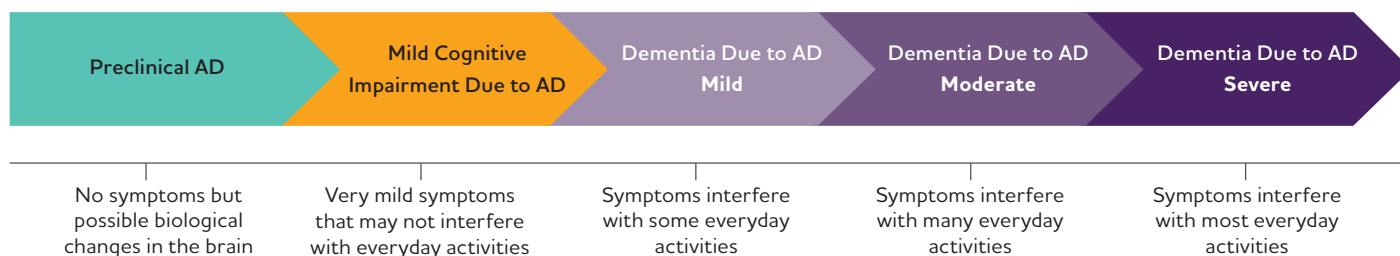 Preclinical AD
Mild Cognitive
Impairment Due to AD
Dementia Due to AD
Mild
Dementia Due to AD
Moderate
Dementia Due to AD
Severe
No symptoms but
possible biological
changes in the brain
Very mild symptoms
that may not interfere
with everyday activities
Symptoms interfere
with some everyday
activities
Symptoms interfere
with many everyday
activities
Symptoms interfere
with most everyday
activities